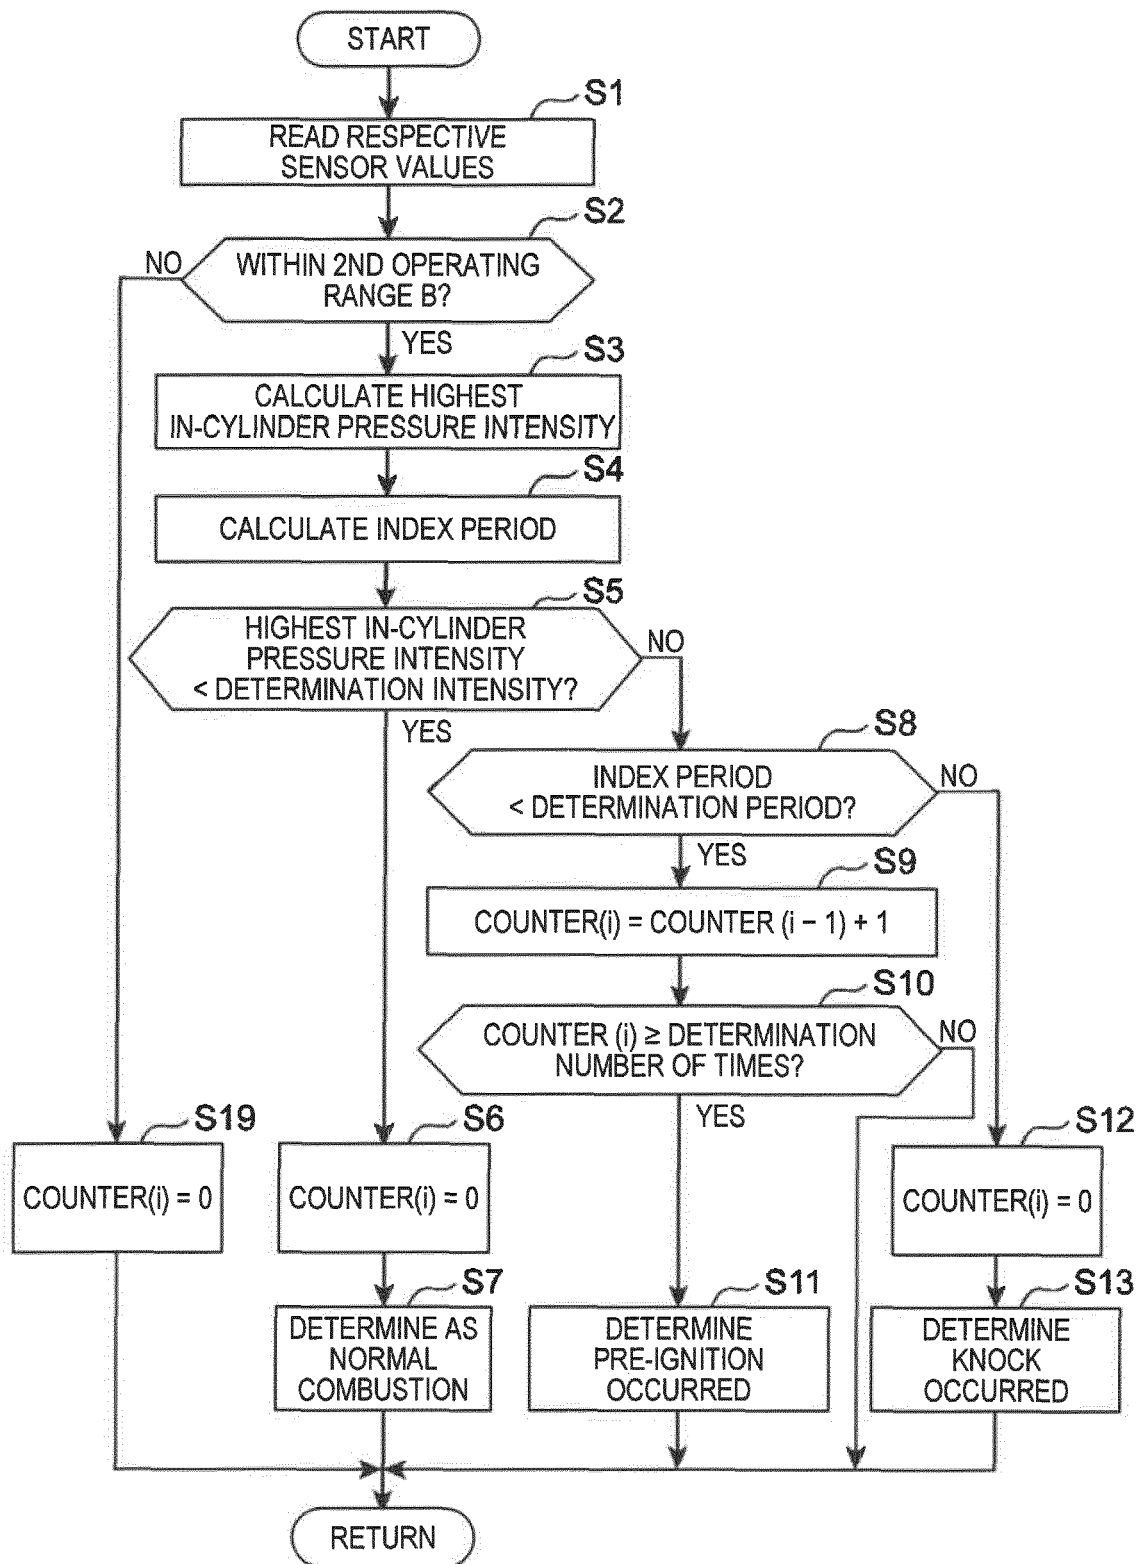 START
S1
READ RESPECTIVE
SENSOR VALUES
S2
NO
WITHIN 2ND OPERATING
RANGE B?
YES
S3
CALCULATE HIGHEST
IN-CYLINDER PRESSURE INTENSITY
S4
CALCULATE INDEX PERIOD
S5
HIGHEST IN-CYLINDER
PRESSURE INTENSITY
< DETERMINATION INTENSITY?
NO
YES
S8
INDEX PERIOD
< DETERMINATION PERIOD?
NO
YES
S9
COUNTER(i) = COUNTER (i − 1) + 1
S10
COUNTER (i) ≥ DETERMINATION
NUMBER OF TIMES?
NO
YES
S19
COUNTER(i) = 0
S6
COUNTER(i) = 0
S12
COUNTER(i) = 0
S7
DETERMINE AS
NORMAL
COMBUSTION
S11
DETERMINE
PRE-IGNITION
OCCURRED
S13
DETERMINE
KNOCK
OCCURRED
RETURN